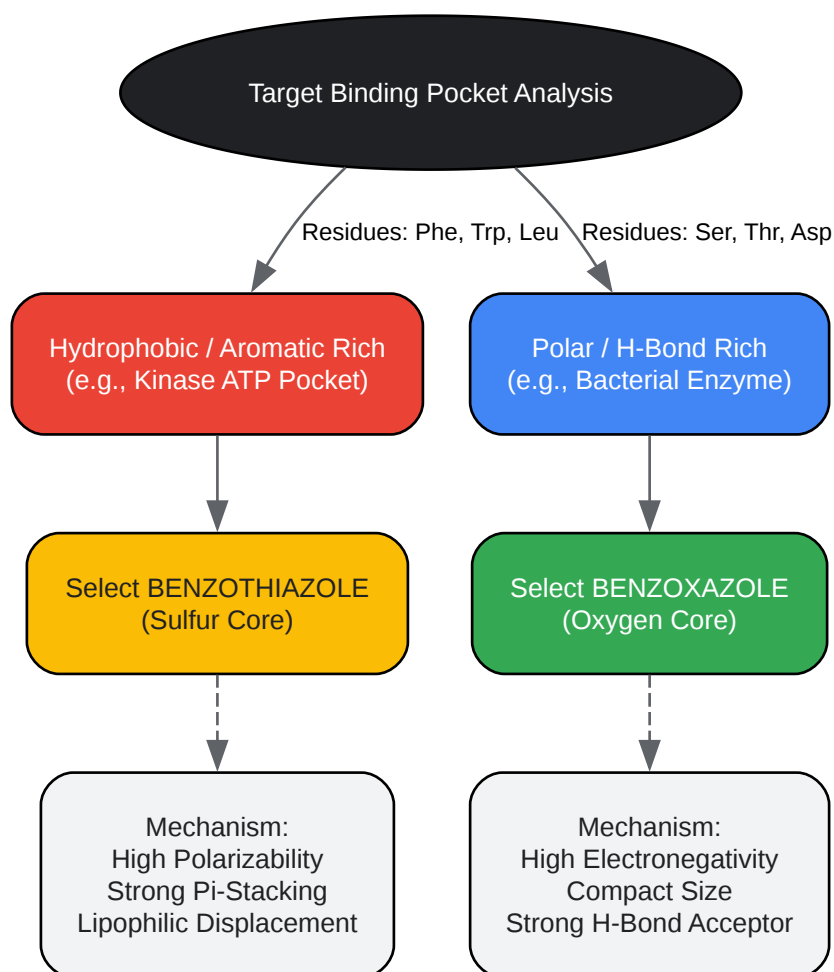 Target Binding Pocket Analysis
Residues: Phe, Trp, Leu
Residues: Ser, Thr, Asp
Hydrophobic / Aromatic Rich
(e.g., Kinase ATP Pocket)
Polar / H-Bond Rich
(e.g., Bacterial Enzyme)
Select BENZOTHIAZOLE
(Sulfur Core)
Select BENZOXAZOLE
(Oxygen Core)
Mechanism:
High Polarizability
Strong Pi-Stacking
Lipophilic Displacement
Mechanism:
High Electronegativity
Compact Size
Strong H-Bond Acceptor